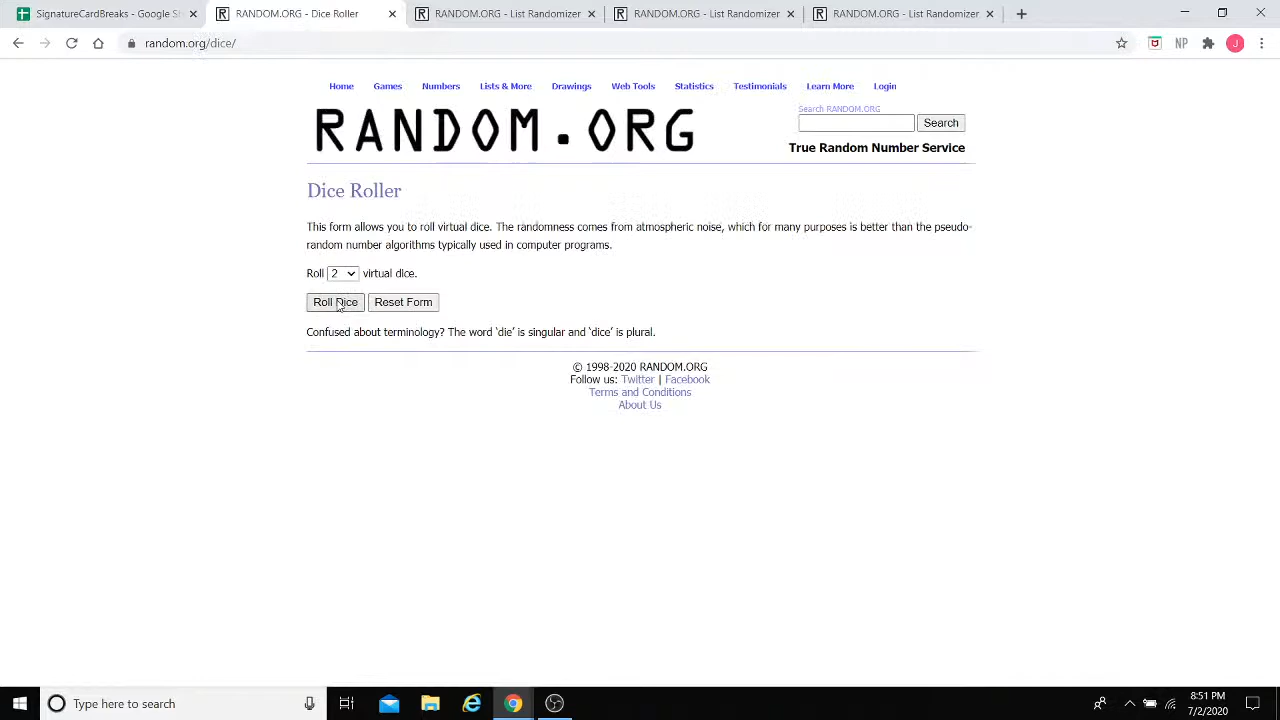 SignatureCardBreaks - Google Sh
RANDOM.ORG - Dice Roller
RANDOM.ORG - List Randomizer
RANDOM.ORG - List Randomizer
RANDOM.ORG - List Randomizer
random.org/dice/
NP
J
Home Games Numbers Lists & More Drawings Web Tools Statistics Testimonials Learn More Login
RANDOM.ORG
Search RANDOM.ORG
Search
True Random Number Service
Dice Roller
This form allows you to roll virtual dice. The randomness comes from atmospheric noise, which for many purposes is better than the pseudo-
random number algorithms typically used in computer programs.
Roll 2 virtual dice.
Roll Dice Reset Form
Confused about terminology? The word ‘die’ is singular and ‘dice’ is plural.
© 1998-2020 RANDOM.ORG
Follow us: Twitter | Facebook
Terms and Conditions
About Us
Type here to search
8:51 PM
7/2/2020